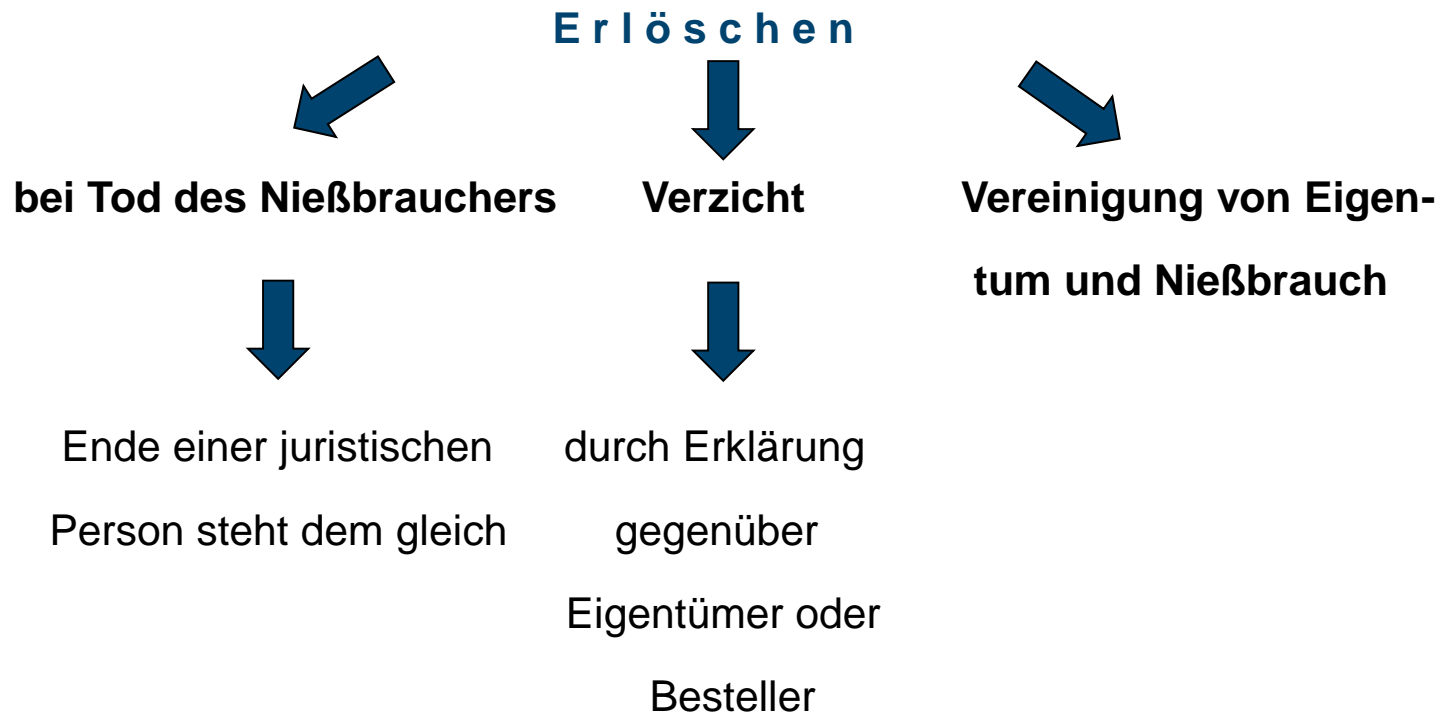 Erlöschen
bei Tod des Nießbrauchers
Ende einer juristischen
Person steht dem gleich
Verzicht
durch Erklärung
gegenüber
Eigentümer oder
Besteller
Vereinigung von Eigen-
tum und Nießbrauch